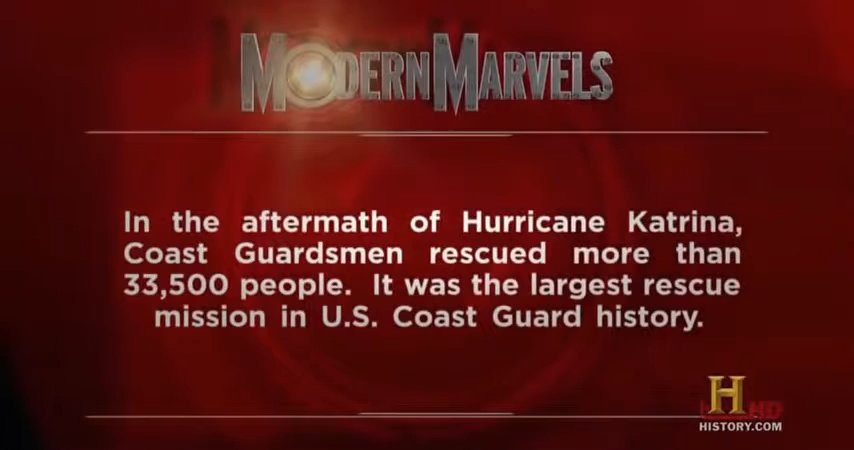 MODERN MARVELS
In the aftermath of Hurricane Katrina,
Coast Guardsmen rescued more than
33,500 people. It was the largest rescue
mission in U.S. Coast Guard history.
H HD
HISTORY.COM